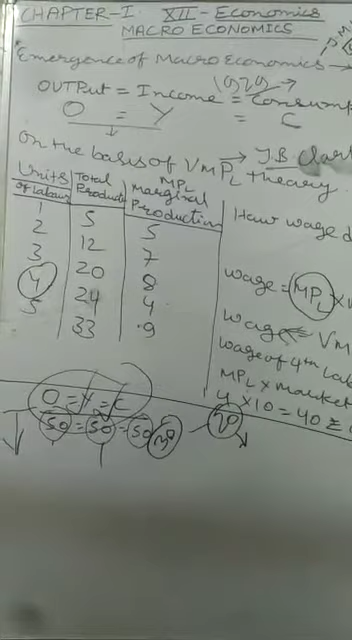 CHAPTER-I. XII - Economics
MACRO ECONOMICS
Emergence of Macro Economics →
OUTPUT = Income = Consum
O = Y = C
On the basis of VMPL theory. → J.B Clark
Units of Labour Total Product MPL Marginal Production
1 5 5
2 12 7
3 20 8
4 24 4
5 33 9
How wage d
wage = MPL ×
wage = VM
wage of 4th Lab
MPL × Market
4 × 10 = 40 ₹
O = Y = C
50 = 50 = 50 30 20